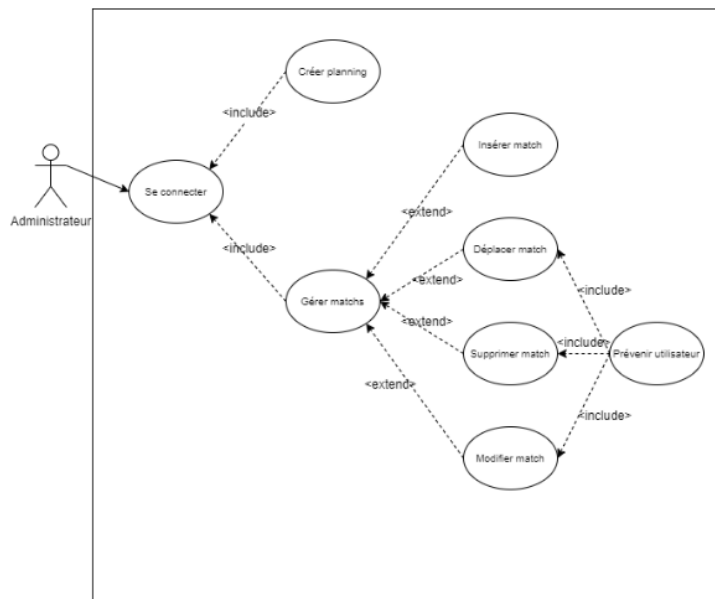 Créer planning
<include>
Insérer match
Se connecter
Administrateur
<extend>
<include>
Déplacer match
<extend>
<include>
Gérer matchs
<extend>
<include>
Supprimer match
Prévenir utilisateur
<extend>
<include>
Modifier match